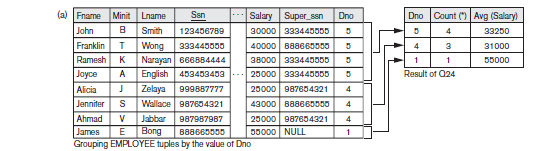 (a) Fname Minit Lname Ssn ··· Salary Super_ssn Dno
John B Smith 123456789 30000 333445555 5
Franklin T Wong 333445555 40000 888665555 5
Ramesh K Narayan 666884444 38000 333445555 5
Joyce A English 453453453 ··· 25000 333445555 5
Alicia J Zelaya 999887777 25000 987654321 4
Jennifer S Wallace 987654321 43000 888665555 4
Ahmad V Jabbar 987987987 25000 987654321 4
James E Bong 888665555 55000 NULL 1
Grouping EMPLOYEE tuples by the value of Dno
Dno Count (*) Avg (Salary)
5 4 33250
4 3 31000
1 1 55000
Result of Q24